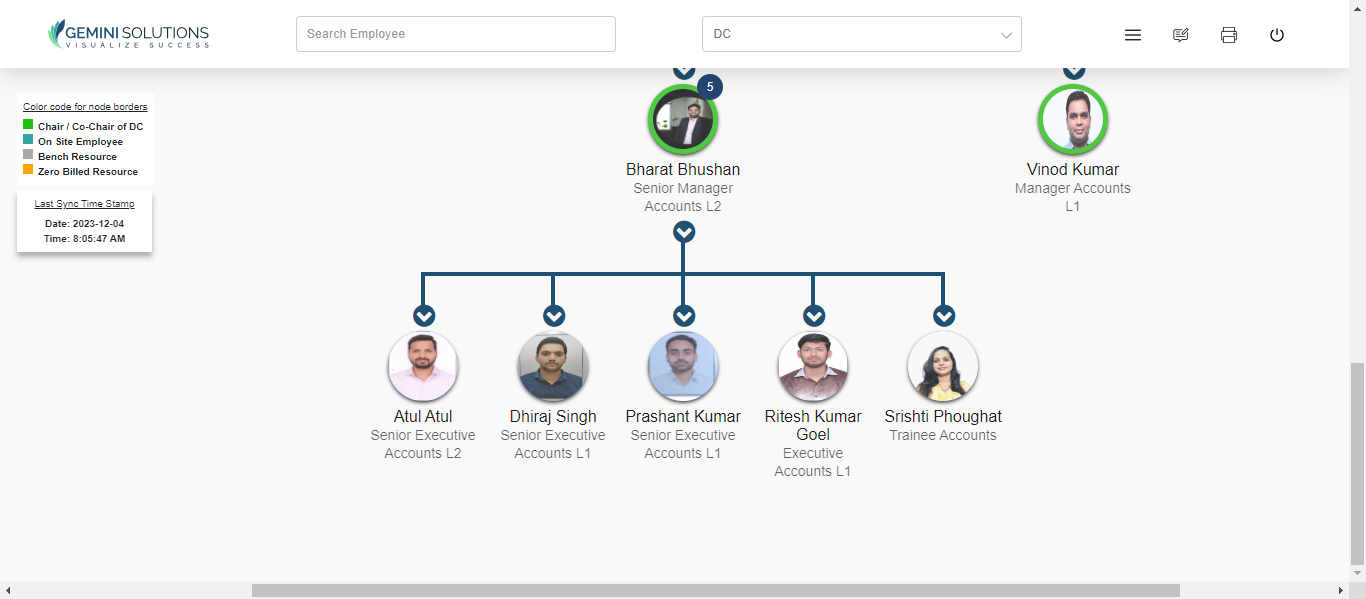 GEMINI SOLUTIONS
VISUALIZE SUCCESS
Search Employee
DC
Color code for node borders
Chair / Co-Chair of DC
On Site Employee
Bench Resource
Zero Billed Resource
Last Sync Time Stamp
Date: 2023-12-04
Time: 8:05:47 AM
5
Bharat Bhushan
Senior Manager
Accounts L2
Vinod Kumar
Manager Accounts
L1
Atul Atul
Senior Executive
Accounts L2
Dhiraj Singh
Senior Executive
Accounts L1
Prashant Kumar
Senior Executive
Accounts L1
Ritesh Kumar
Goel
Executive
Accounts L1
Srishti Phoughat
Trainee Accounts